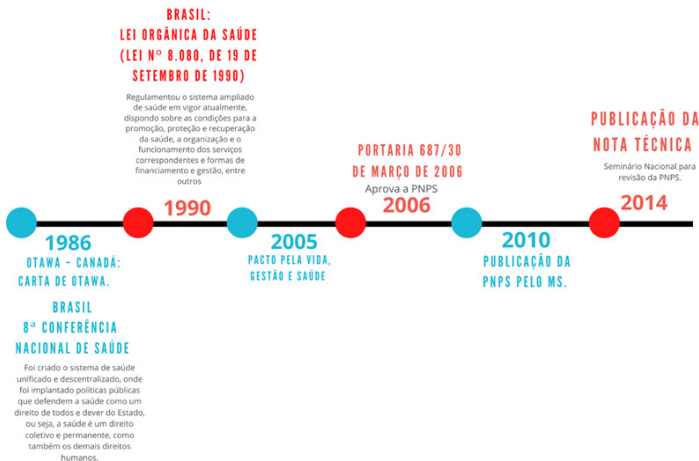 BRASIL:
LEI ORGÂNICA DA SAÚDE
(LEI Nº 8.080, DE 19 DE
SETEMBRO DE 1990)
Regulamentou o sistema ampliado
de saúde em vigor atualmente,
dispondo sobre as condições para a
promoção, proteção e recuperação
da saúde, a organização e o
funcionamento dos serviços
correspondentes e formas de
financiamento e gestão, entre
outros
1990
PORTARIA 687/30
DE MARÇO DE 2006
Aprova a PNPS
2006
PUBLICAÇÃO DA
NOTA TÉCNICA
Seminário Nacional para
revisão da PNPS.
2014
1986
OTAWA – CANADÁ:
CARTA DE OTAWA.
BRASIL
8ª CONFERÊNCIA
NACIONAL DE SAÚDE
Foi criado o sistema de saúde
unificado e descentralizado, onde
foi implantado políticas públicas
que defendem a saúde como um
direito de todos e dever do Estado,
ou seja, a saúde é um direito
coletivo e permanente, como
também os demais direitos
humanos.
2005
PACTO PELA VIDA,
GESTÃO E SAÚDE
2010
PUBLICAÇÃO DA
PNPS PELO MS.